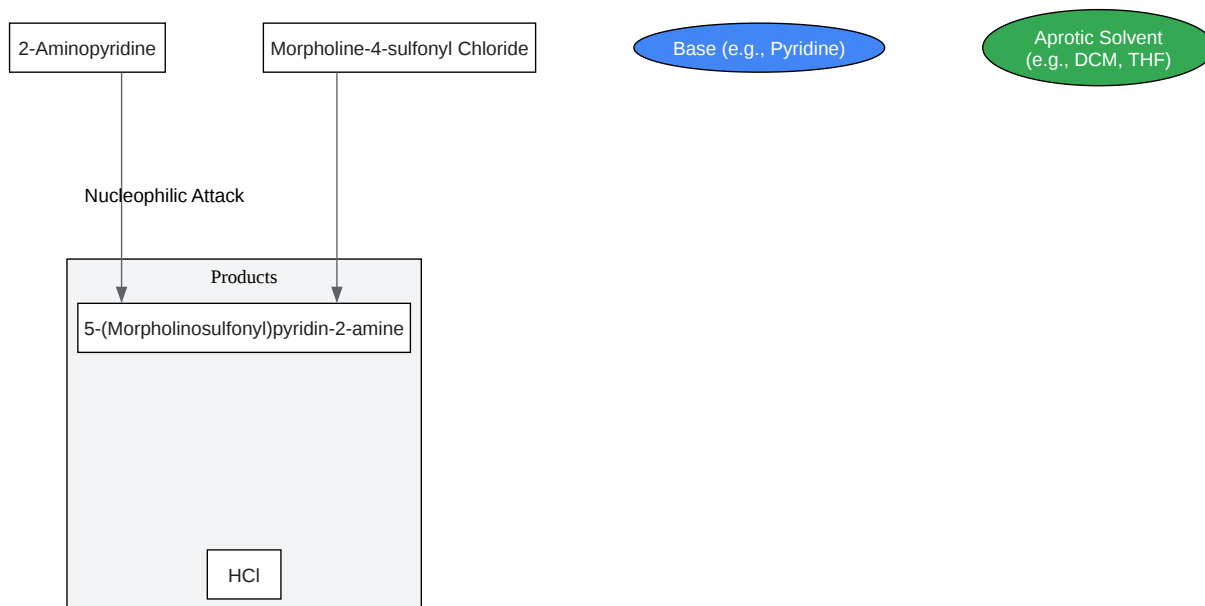 2-Aminopyridine
Morpholine-4-sulfonyl Chloride
Base (e.g., Pyridine)
Aprotic Solvent
(e.g., DCM, THF)
Nucleophilic Attack
Products
5-(Morpholinosulfonyl)pyridin-2-amine
HCl